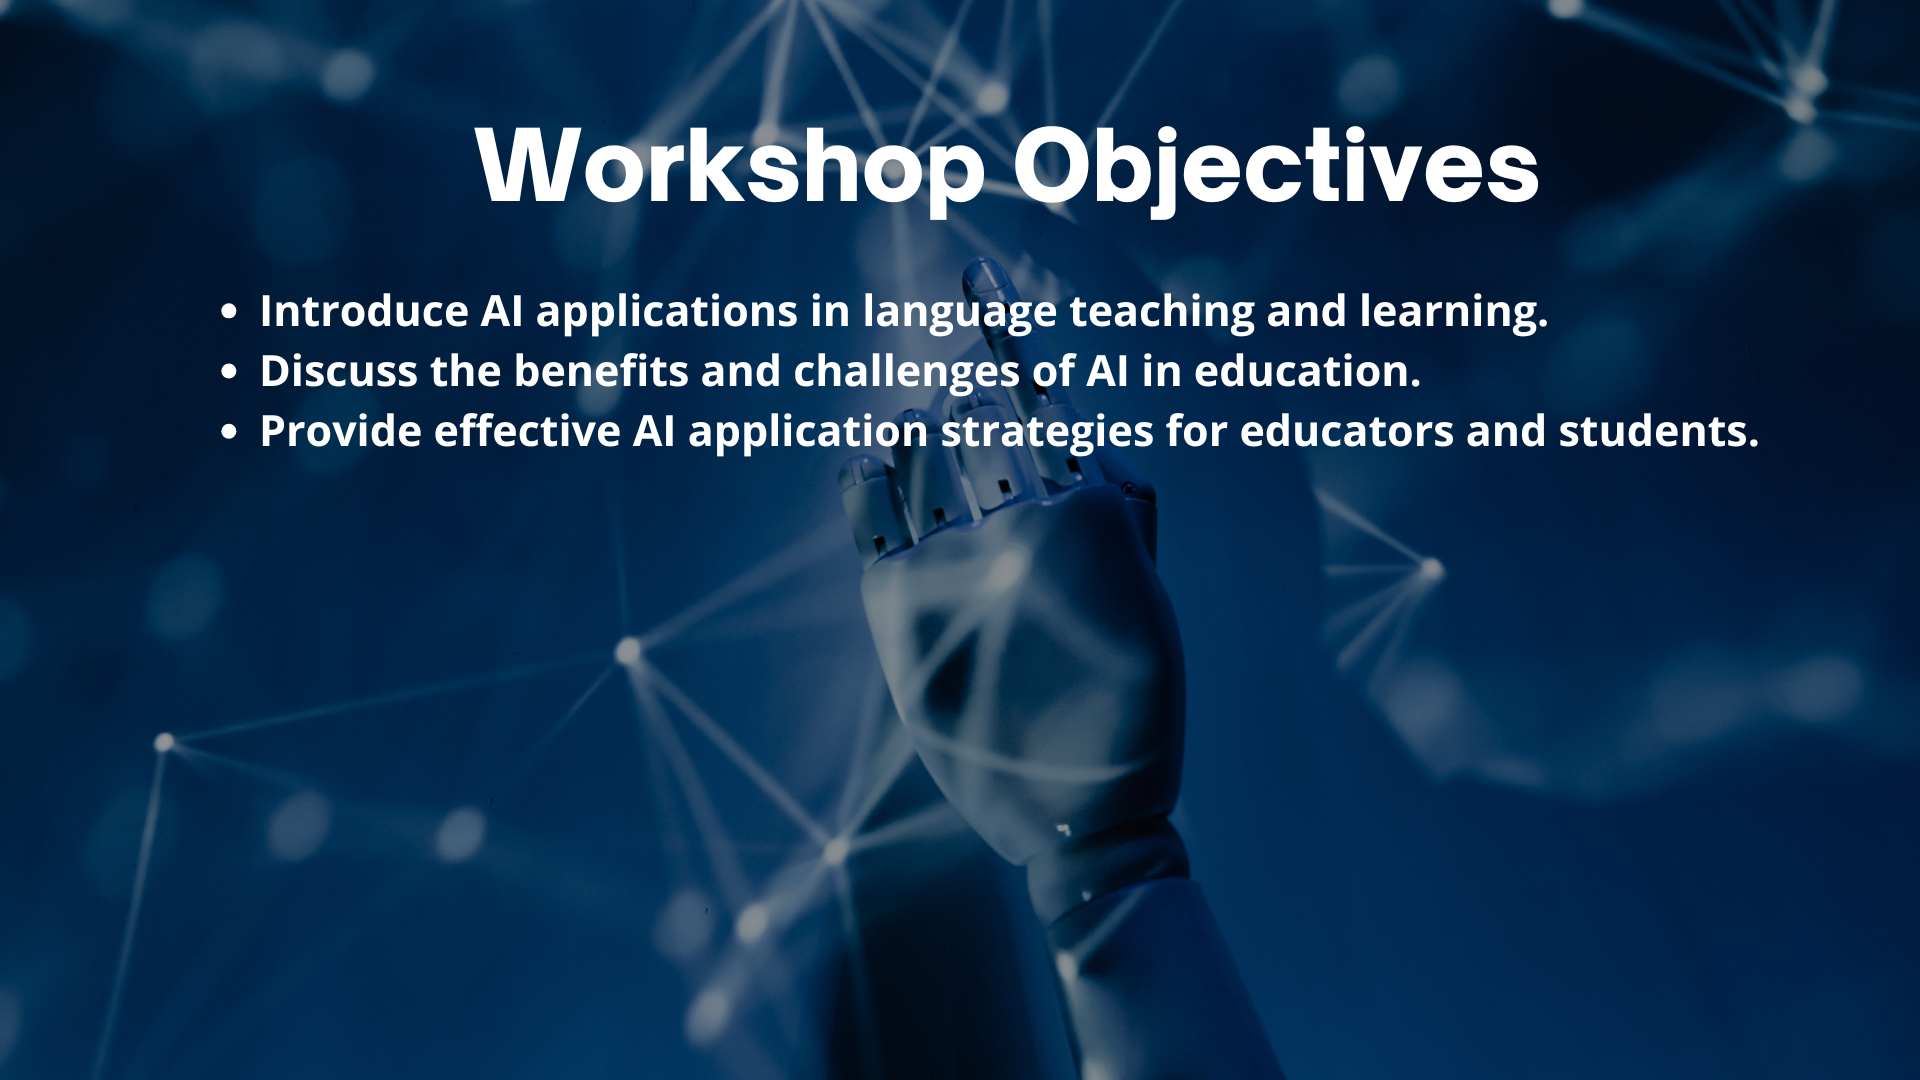 Workshop Objectives
• Introduce AI applications in language teaching and learning.
• Discuss the benefits and challenges of AI in education.
• Provide effective AI application strategies for educators and students.